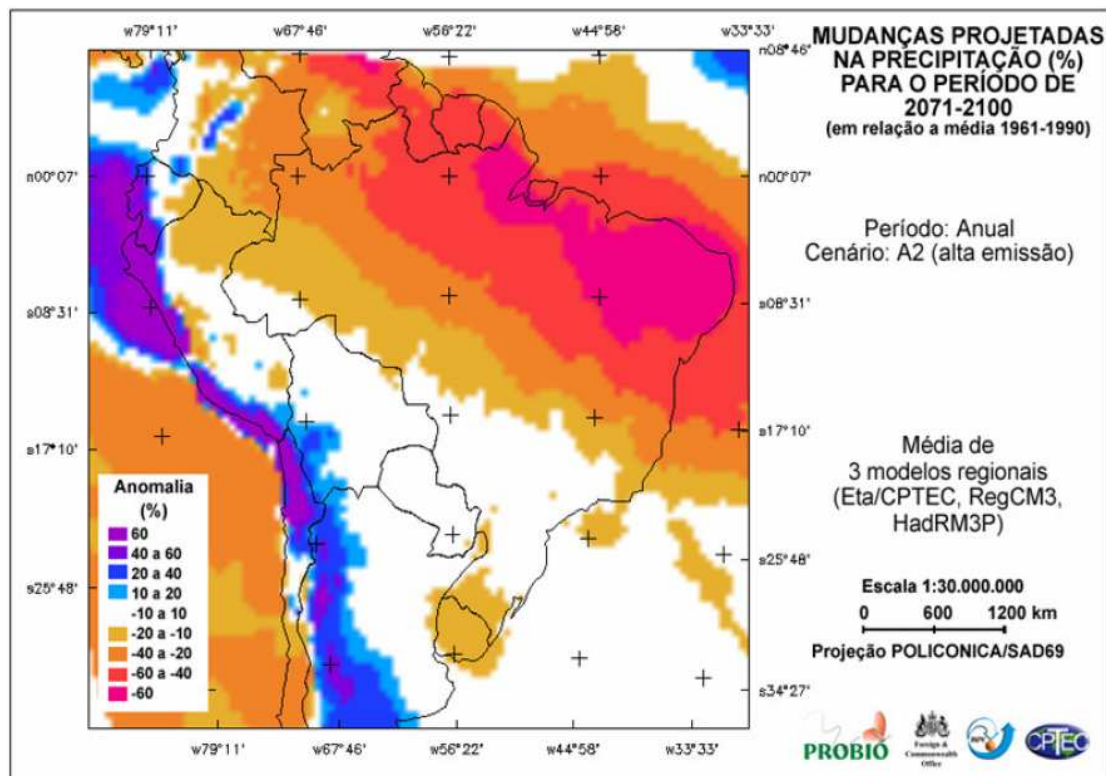 w79°11' w67°46' w56°22' w44°58' w33°33'
n08°46'
n00°07' n00°07'
s08°31' s08°31'
s17°10' s17°10'
s25°48' s25°48'
s34°27'
w79°11' w67°46' w56°22' w44°58' w33°33'
Anomalia
(%)
60
40 a 60
20 a 40
10 a 20
-10 a 10
-20 a -10
-40 a -20
-60 a -40
-60
MUDANÇAS PROJETADAS
NA PRECIPITAÇÃO (%)
PARA O PERÍODO DE
2071-2100
(em relação a média 1961-1990)
Período: Anual
Cenário: A2 (alta emissão)
Média de
3 modelos regionais
(Eta/CPTEC, RegCM3,
HadRM3P)
Escala 1:30.000.000
0 600 1200 km
Projeção POLICONICA/SAD69
PROBIO
Foreign &
Commonwealth
Office
CPTEC